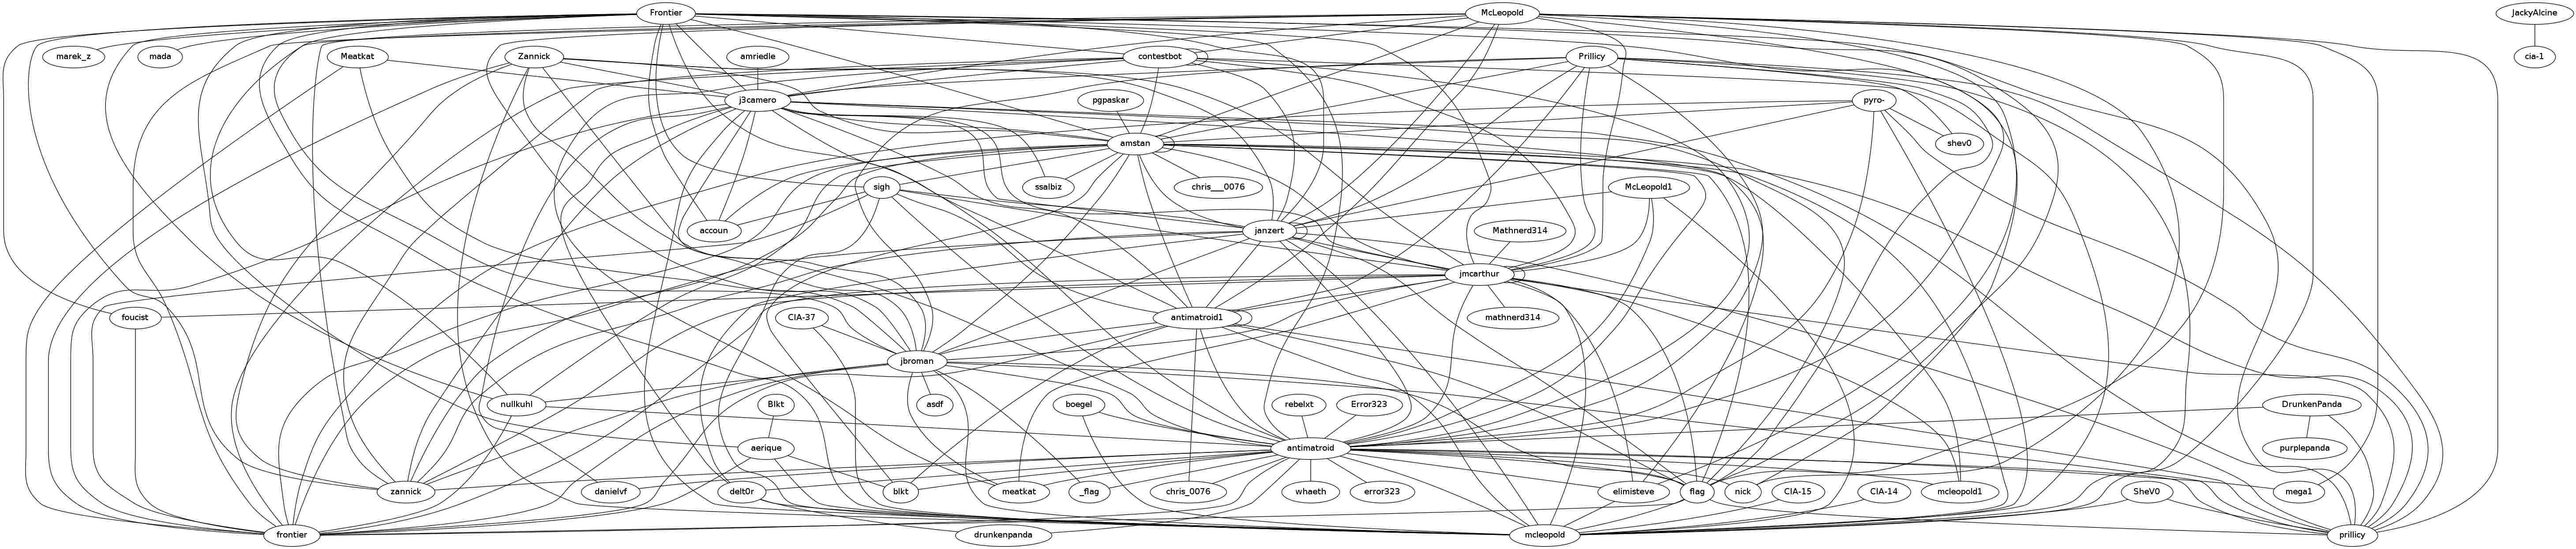 Frontier
McLeopold
JackyAlcine
marek_z
mada
Meatkat
Zannick
amriedle
contestbot
Prillicy
cia-1
j3camero
pgpaskar
pyro-
amstan
shev0
sigh
ssalbiz
chris___0076
McLeopold1
accoun
janzert
Mathnerd314
jmcarthur
foucist
CIA-37
antimatroid1
mathnerd314
jbroman
nullkuhl
Blkt
asdf
boegel
rebelxt
Error323
DrunkenPanda
aerique
antimatroid
purplepanda
zannick
danielvf
delt0r
blkt
meatkat
_flag
chris_0076
whaeth
error323
elimisteve
flag
nick
CIA-15
CIA-14
mcleopold1
SheV0
mega1
frontier
drunkenpanda
mcleopold
prillicy